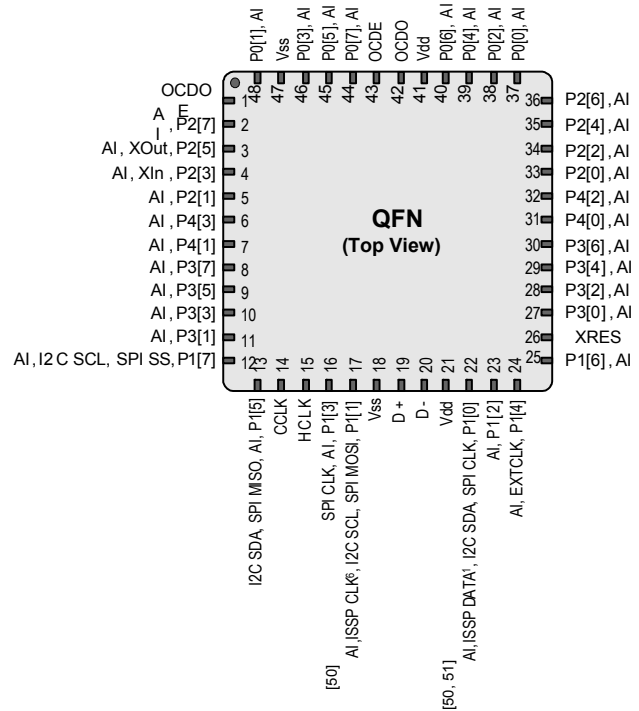 P0[1], AI
Vss
P0[3], AI
P0[5], AI
P0[7], AI
OCDE
OCDO
Vdd
P0[6], AI
P0[4], AI
P0[2], AI
P0[0], AI
48
47
46
45
44
43
42
41
40
39
38
37
OCDO
E
1
A I , P2[7]
2
AI , XOut, P2[5]
3
AI , XIn , P2[3]
4
AI , P2[1]
5
AI , P4[3]
6
AI , P4[1]
7
AI , P3[7]
8
AI , P3[5]
9
AI , P3[3]
10
AI , P3[1]
11
AI , I2 C SCL, SPI SS, P1[7]
12
QFN
(Top View)
36 P2[6] , AI
35 P2[4] , AI
34 P2[2] , AI
33 P2[0] , AI
32 P4[2] , AI
31 P4[0] , AI
30 P3[6] , AI
29 P3[4] , AI
28 P3[2] , AI
27 P3[0] , AI
26 XRES
25 P1[6] , AI
13
14
15
16
17
18
19
20
21
22
23
24
I2C SDA, SPI MISO, AI, P1[5]
CCLK
HCLK
SPI CLK, AI, P1[3]
AI,ISSP CLK6, I2C SCL, SPI MOSI, P1[1]
Vss
D +
D -
Vdd
AI,ISSP DATA1, I2C SDA, SPI CLK, P1[0]
AI, P1[2]
AI, EXTCLK, P1[4]
[50]
[50, 51]